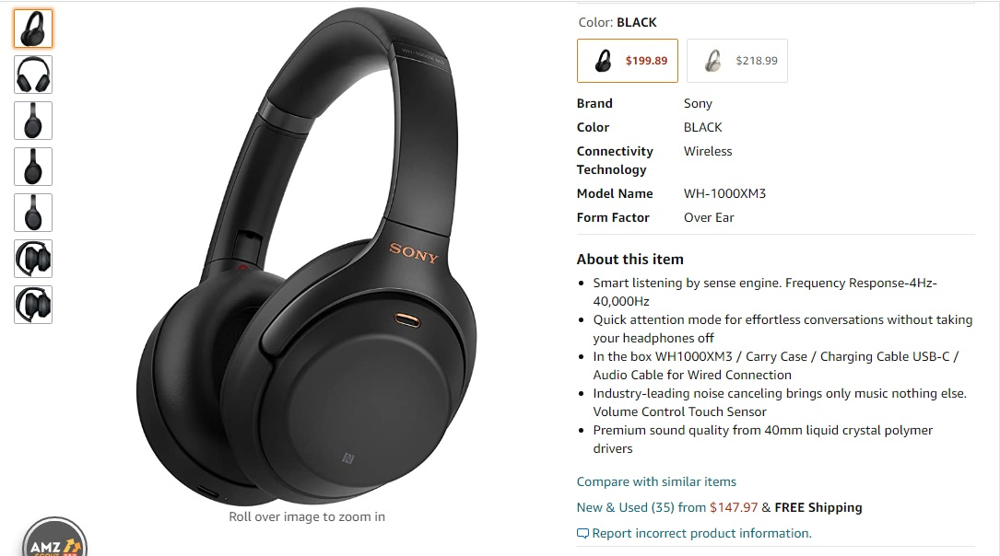 WH-1000X M3
SONY
Roll over image to zoom in
AMZ
SCOUT PRO
Color: BLACK
$199.89
$218.99
Brand Sony
Color BLACK
Connectivity Wireless
Technology
Model Name WH-1000XM3
Form Factor Over Ear
About this item
Smart listening by sense engine. Frequency Response-4Hz-
40,000Hz
Quick attention mode for effortless conversations without taking
your headphones off
In the box WH1000XM3 / Carry Case / Charging Cable USB-C /
Audio Cable for Wired Connection
Industry-leading noise canceling brings only music nothing else.
Volume Control Touch Sensor
Premium sound quality from 40mm liquid crystal polymer
drivers
Compare with similar items
New & Used (35) from $147.97 & FREE Shipping
Report incorrect product information.